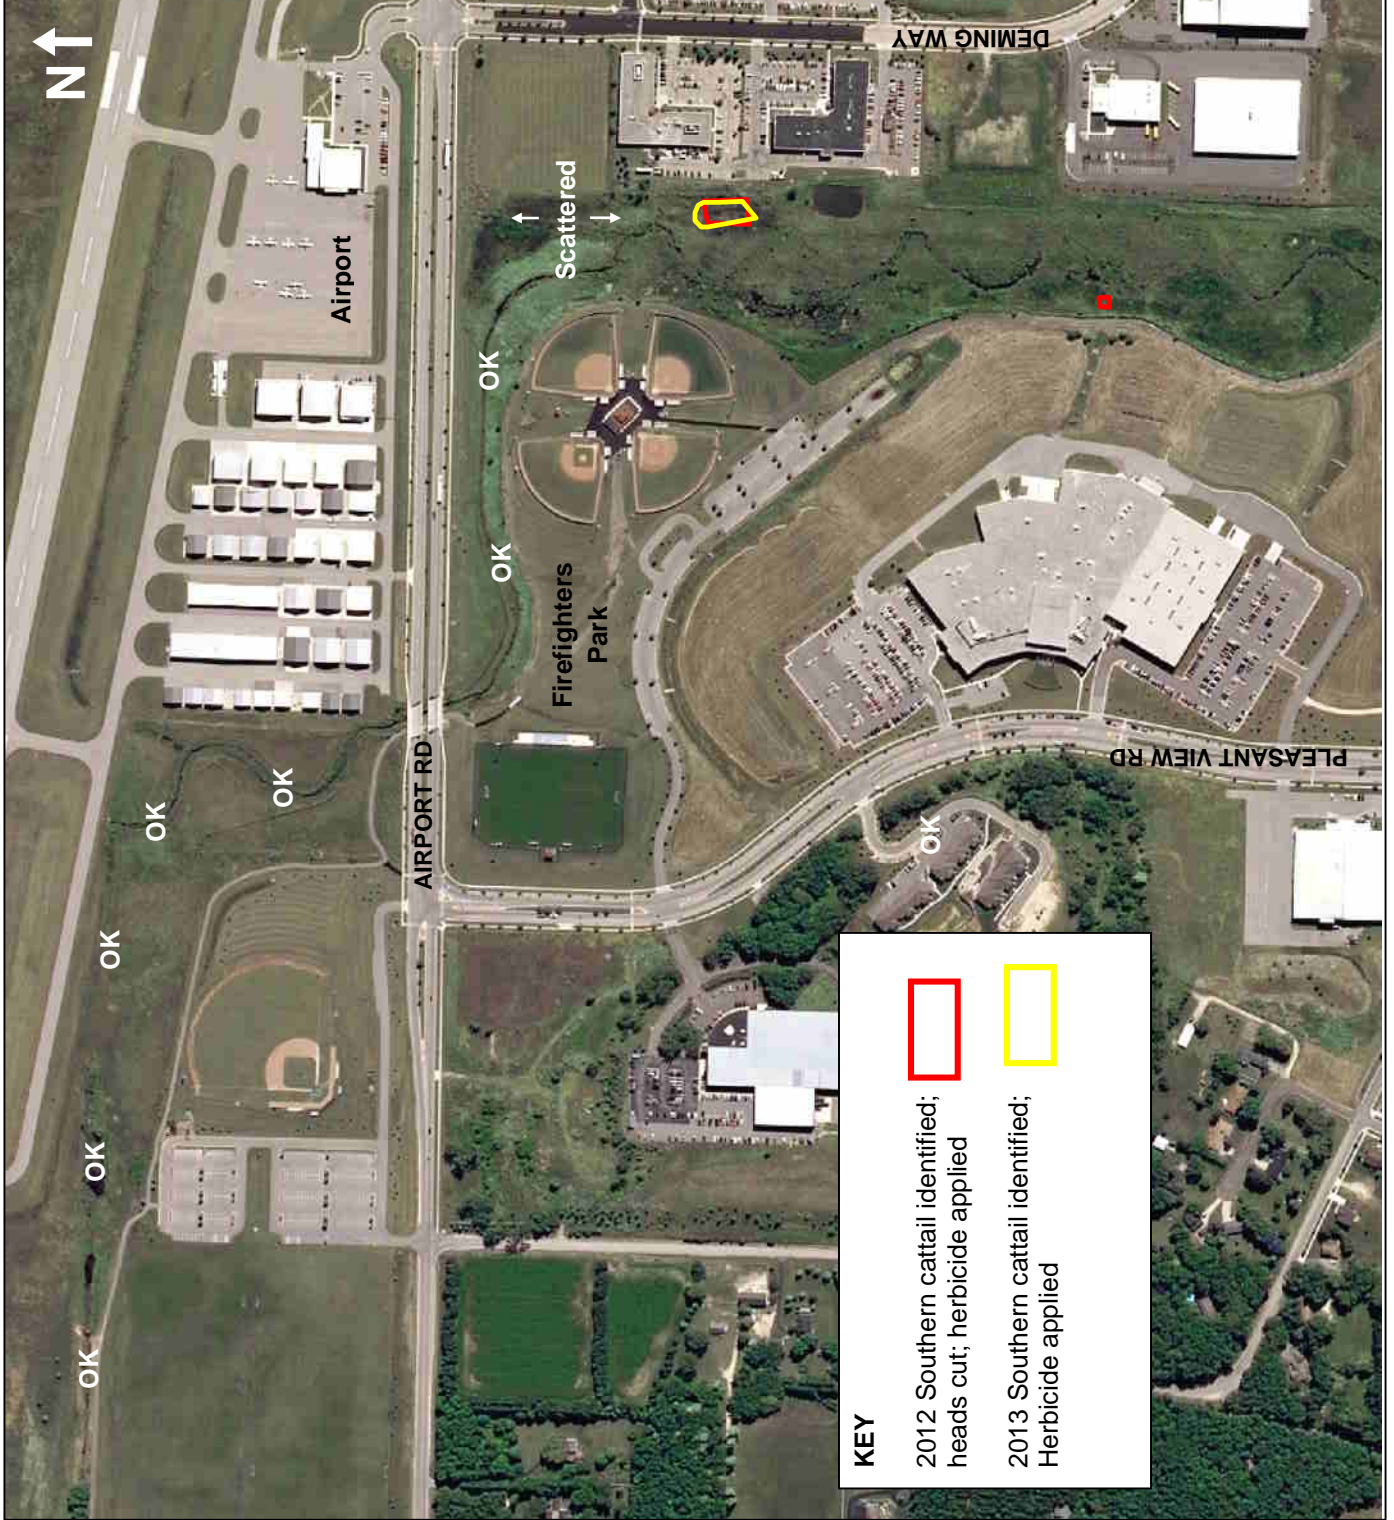 N
Airport
Scattered
DEMING WAY
OK
OK
Firefighters
Park
AIRPORT RD
PLEASANT VIEW RD
OK
OK
OK
OK
OK
OK
KEY
2012 Southern cattail identified;
heads cut; herbicide applied
2013 Southern cattail identified;
Herbicide applied